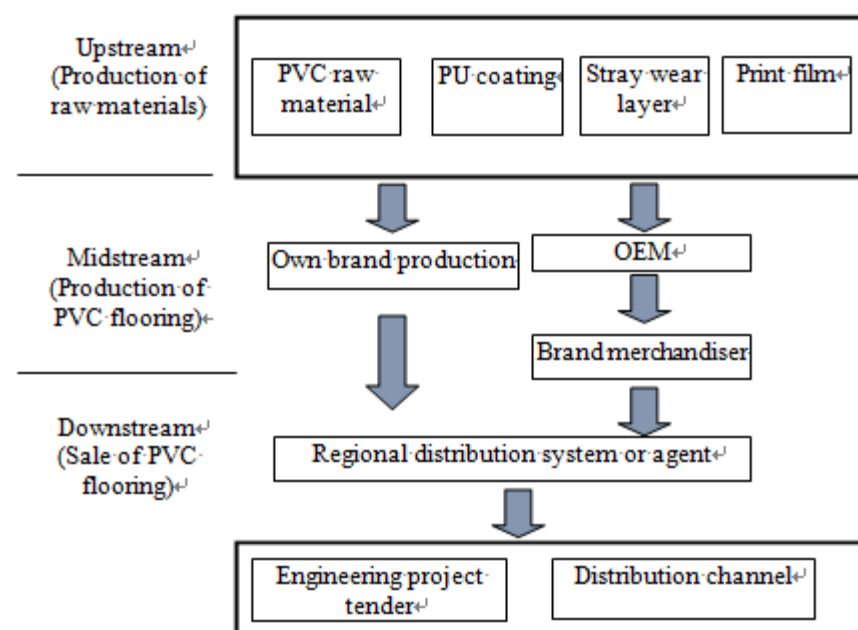 Upstream
(Production of
raw materials)
PVC raw
material
PU coating
Stray wear
layer
Print film
Midstream
(Production of
PVC flooring)
Own brand production
OEM
Brand merchandiser
Downstream
(Sale of PVC
flooring)
Regional distribution system or agent
Engineering project
tender
Distribution channel